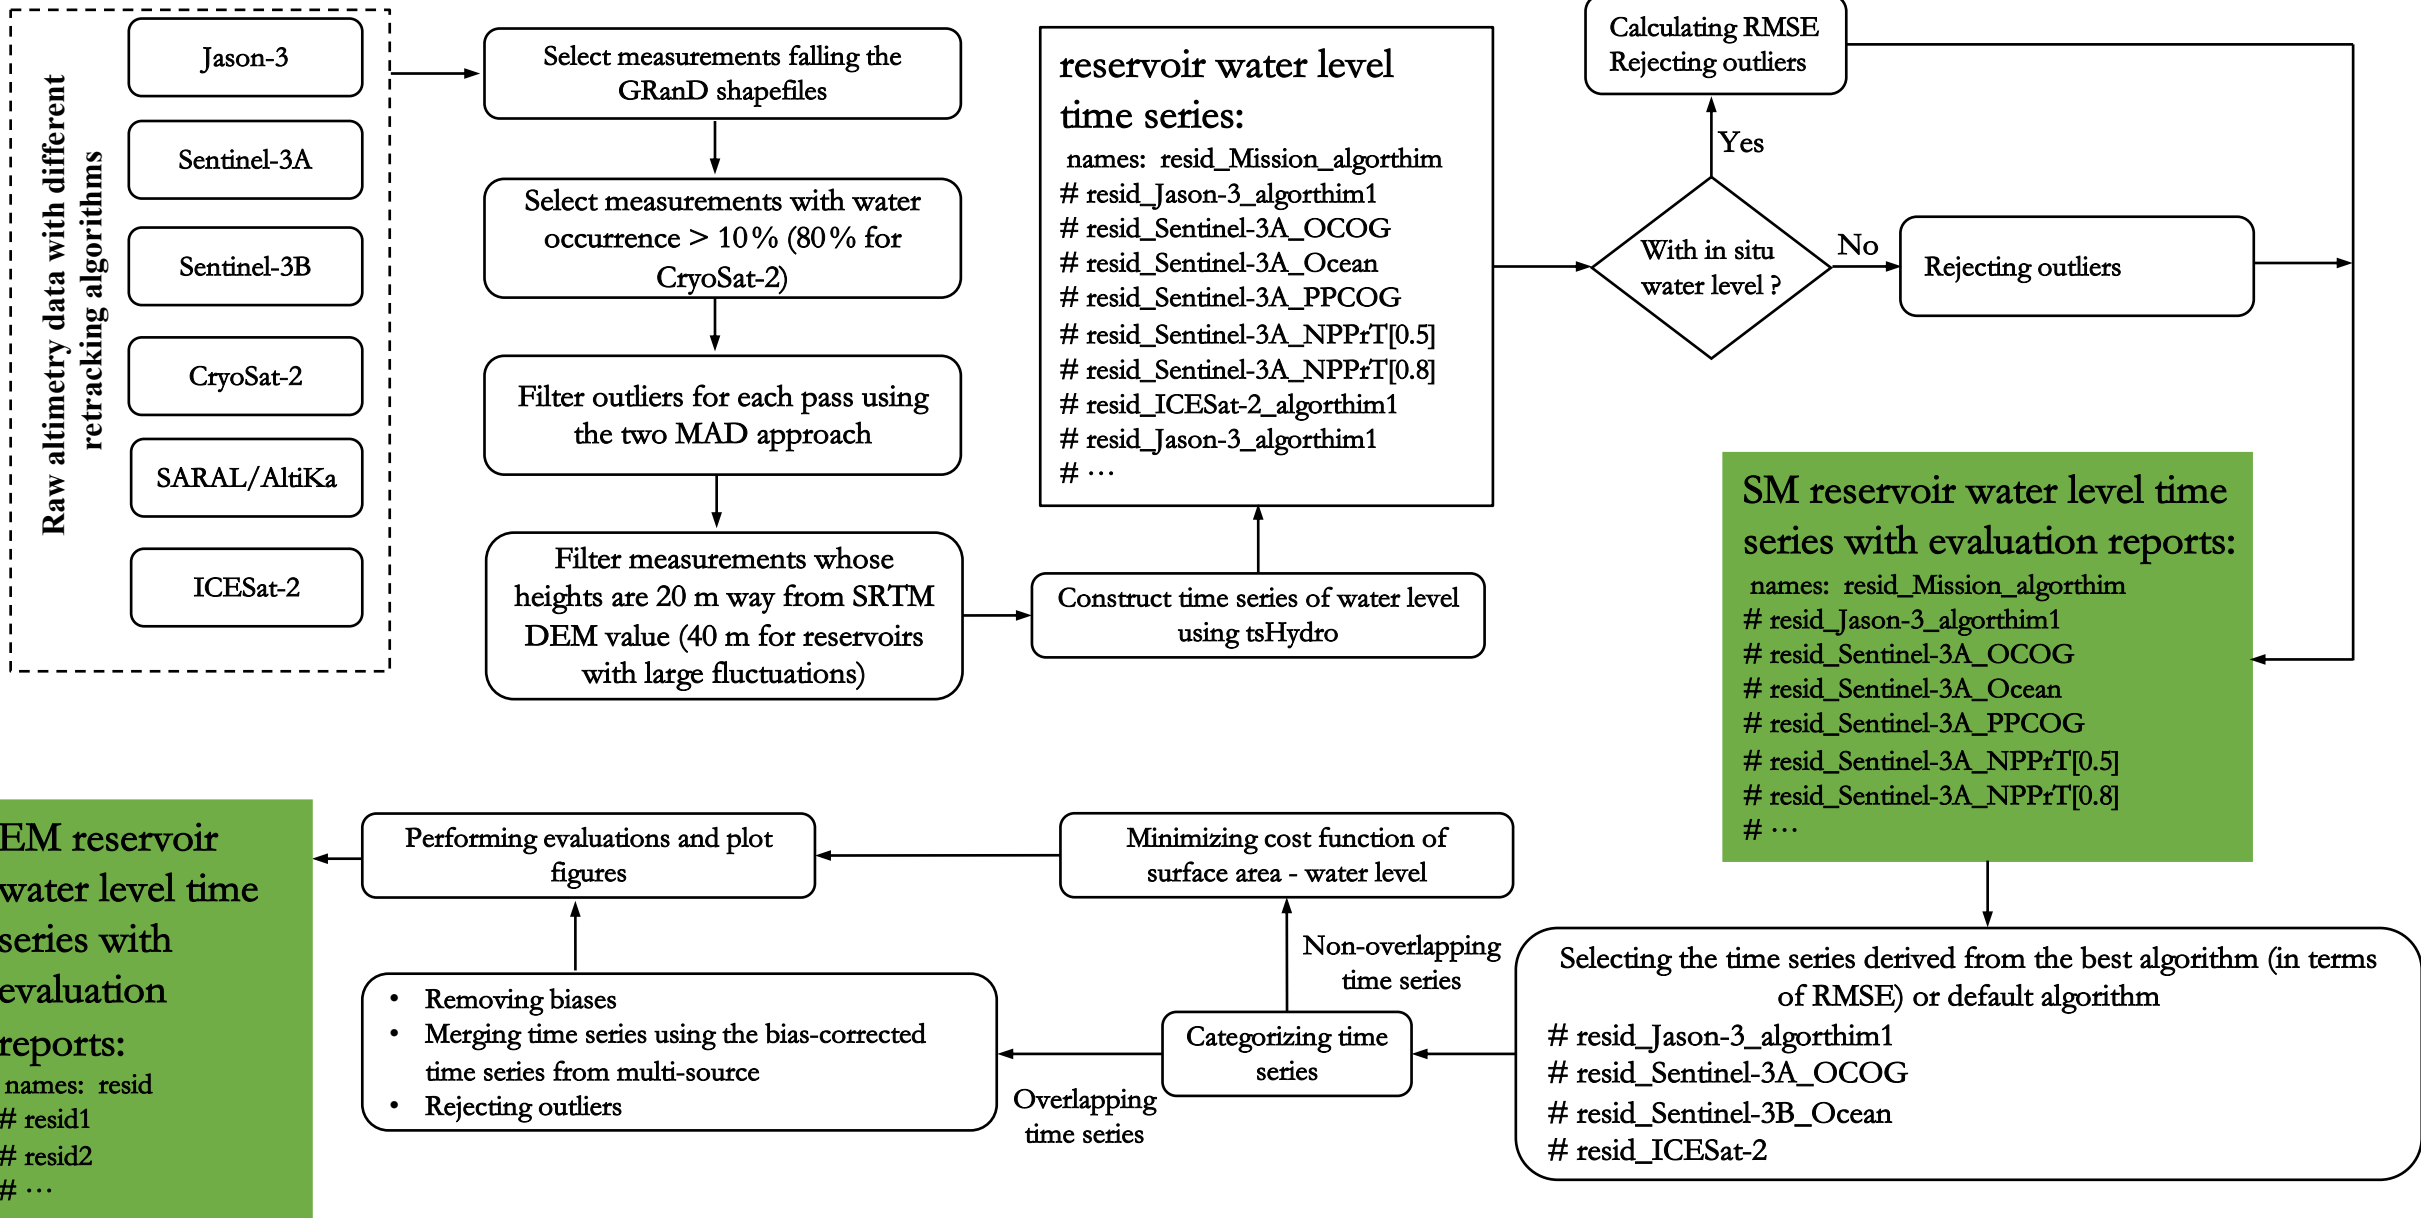 Raw altimetry data with different
retracking algorithms
Jason-3
Sentinel-3A
Sentinel-3B
CryoSat-2
SARAL/AltiKa
ICESat-2
Select measurements falling the
GRanD shapefiles
Select measurements with water
occurrence > 10% (80% for
CryoSat-2)
Filter outliers for each pass using
the two MAD approach
Filter measurements whose
heights are 20 m way from SRTM
DEM value (40 m for reservoirs
with large fluctuations)
Construct time series of water level
using tsHydro
reservoir water level
time series:
names: resid_Mission_algorthim
# resid_Jason-3_algorthim1
# resid_Sentinel-3A_OCOG
# resid_Sentinel-3A_Ocean
# resid_Sentinel-3A_PPCOG
# resid_Sentinel-3A_NPPrT[0.5]
# resid_Sentinel-3A_NPPrT[0.8]
# resid_ICESat-2_algorthim1
# resid_Jason-3_algorthim1
# ⋯
With in situ
water level ?
Yes
Calculating RMSE
Rejecting outliers
No
Rejecting outliers
SM reservoir water level time
series with evaluation reports:
names: resid_Mission_algorthim
# resid_Jason-3_algorthim1
# resid_Sentinel-3A_OCOG
# resid_Sentinel-3A_Ocean
# resid_Sentinel-3A_PPCOG
# resid_Sentinel-3A_NPPrT[0.5]
# resid_Sentinel-3A_NPPrT[0.8]
# ⋯
Selecting the time series derived from the best algorithm (in terms
of RMSE) or default algorithm
# resid_Jason-3_algorthim1
# resid_Sentinel-3A_OCOG
# resid_Sentinel-3B_Ocean
# resid_ICESat-2
Categorizing time
series
Non-overlapping
time series
Minimizing cost function of
surface area - water level
Overlapping
time series
• Removing biases
• Merging time series using the bias-corrected
time series from multi-source
• Rejecting outliers
Performing evaluations and plot
figures
EM reservoir
water level time
series with
evaluation
reports:
names: resid
# resid1
# resid2
# ⋯